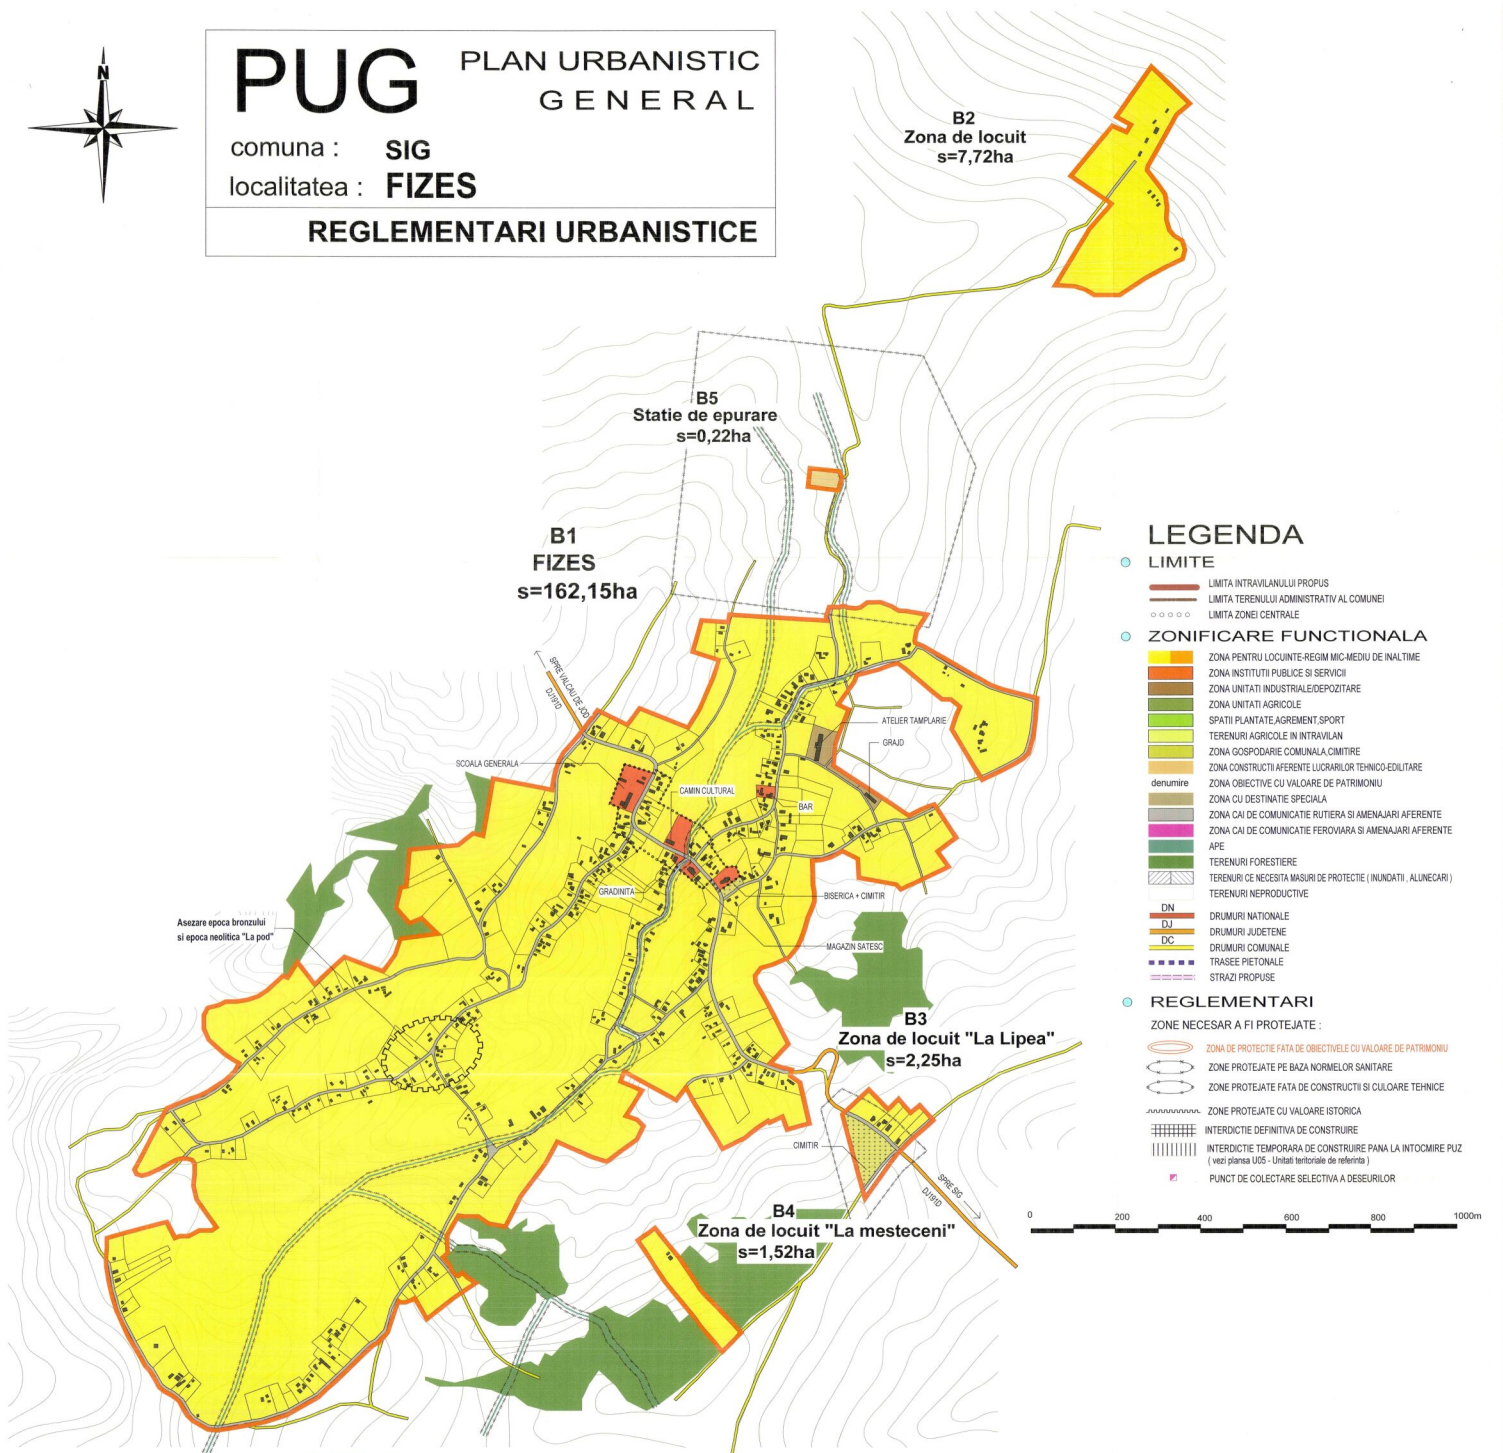 N
PUG
PLAN URBANISTIC
GENERAL
comuna : SIG
localitatea : FIZES
REGLEMENTARI URBANISTICE
B2
Zona de locuit
s=7,72ha
B5
Statie de epurare
s=0,22ha
B1
FIZES
s=162,15ha
SPRE VALCAU DE JOD
DJ191D
ATELIER TAMPLARIE
GRAJD
SCOALA GENERALA
CAMIN CULTURAL
BAR
GRADINITA
BISERICA + CIMITIR
MAGAZIN SATESC
Asezare epoca bronzului
si epoca neolitica "La pod"
B3
Zona de locuit "La Lipea"
s=2,25ha
CIMITIR
SPRE SIG
DJ191D
B4
Zona de locuit "La mesteceni"
s=1,52ha
LEGENDA
LIMITE
LIMITA INTRAVILANULUI PROPUS
LIMITA TERENULUI ADMINISTRATIV AL COMUNEI
LIMITA ZONEI CENTRALE
ZONIFICARE FUNCTIONALA
ZONA PENTRU LOCUINTE-REGIM MIC-MEDIU DE INALTIME
ZONA INSTITUTII PUBLICE SI SERVICII
ZONA UNITATI INDUSTRIALE/DEPOZITARE
ZONA UNITATI AGRICOLE
SPATII PLANTATE,AGREMENT,SPORT
TERENURI AGRICOLE IN INTRAVILAN
ZONA GOSPODARIE COMUNALA,CIMITIRE
ZONA CONSTRUCTII AFERENTE LUCRARILOR TEHNICO-EDILITARE
denumire ZONA OBIECTIVE CU VALOARE DE PATRIMONIU
ZONA CU DESTINATIE SPECIALA
ZONA CAI DE COMUNICATIE RUTIERA SI AMENAJARI AFERENTE
ZONA CAI DE COMUNICATIE FEROVIARA SI AMENAJARI AFERENTE
APE
TERENURI FORESTIERE
TERENURI CE NECESITA MASURI DE PROTECTIE ( INUNDATII , ALUNECARI )
TERENURI NEPRODUCTIVE
DN DRUMURI NATIONALE
DJ DRUMURI JUDETENE
DC DRUMURI COMUNALE
TRASEE PIETONALE
STRAZI PROPUSE
REGLEMENTARI
ZONE NECESAR A FI PROTEJATE :
ZONA DE PROTECTIE FATA DE OBIECTIVELE CU VALOARE DE PATRIMONIU
ZONE PROTEJATE PE BAZA NORMELOR SANITARE
ZONE PROTEJATE FATA DE CONSTRUCTII SI CULOARE TEHNICE
ZONE PROTEJATE CU VALOARE ISTORICA
INTERDICTIE DEFINITIVA DE CONSTRUIRE
INTERDICTIE TEMPORARA DE CONSTRUIRE PANA LA INTOCMIRE PUZ
( vezi plansa U05 - Unitati teritoriale de referinta )
PUNCT DE COLECTARE SELECTIVA A DESEURILOR
0 200 400 600 800 1000m